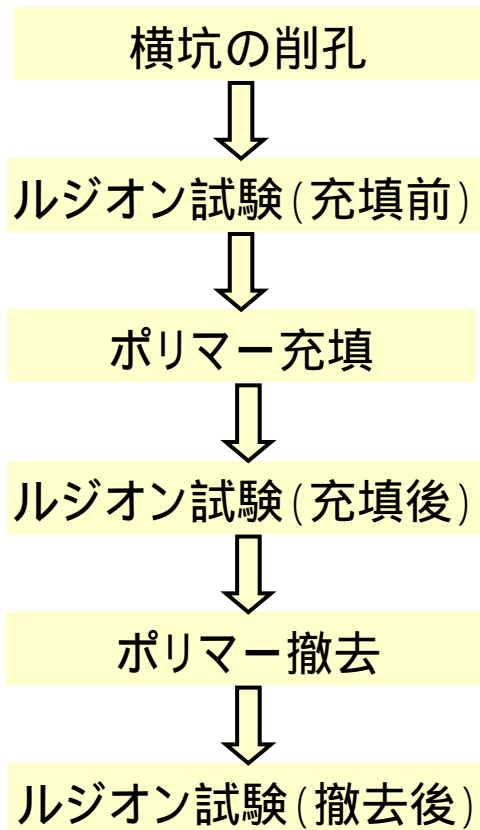 横坑の削孔
ルジオン試験(充填前)
ポリマー充填
ルジオン試験(充填後)
ポリマー撤去
ルジオン試験(撤去後)